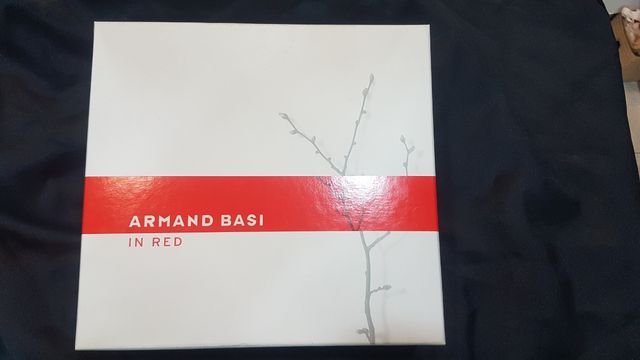 ARMAND BASI
IN RED